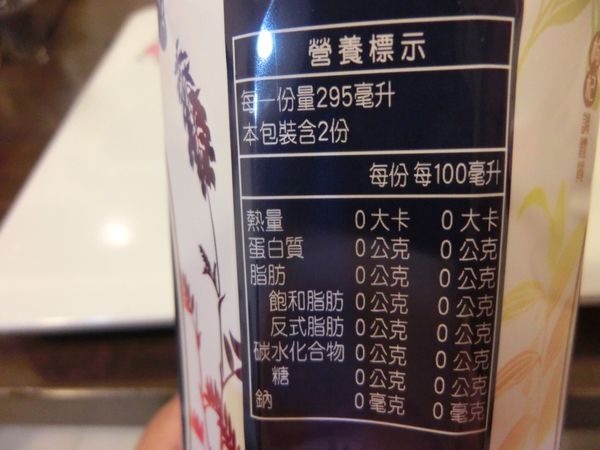 營養標示
每一份量295毫升
本包裝含2份
每份 每100毫升
熱量 0大卡 0大卡
蛋白質 0公克 0公克
脂肪 0公克 0公克
飽和脂肪 0公克 0公克
反式脂肪 0公克 0公克
碳水化合物 0公克 0公克
糖 0公克 0公克
鈉 0毫克 0毫克